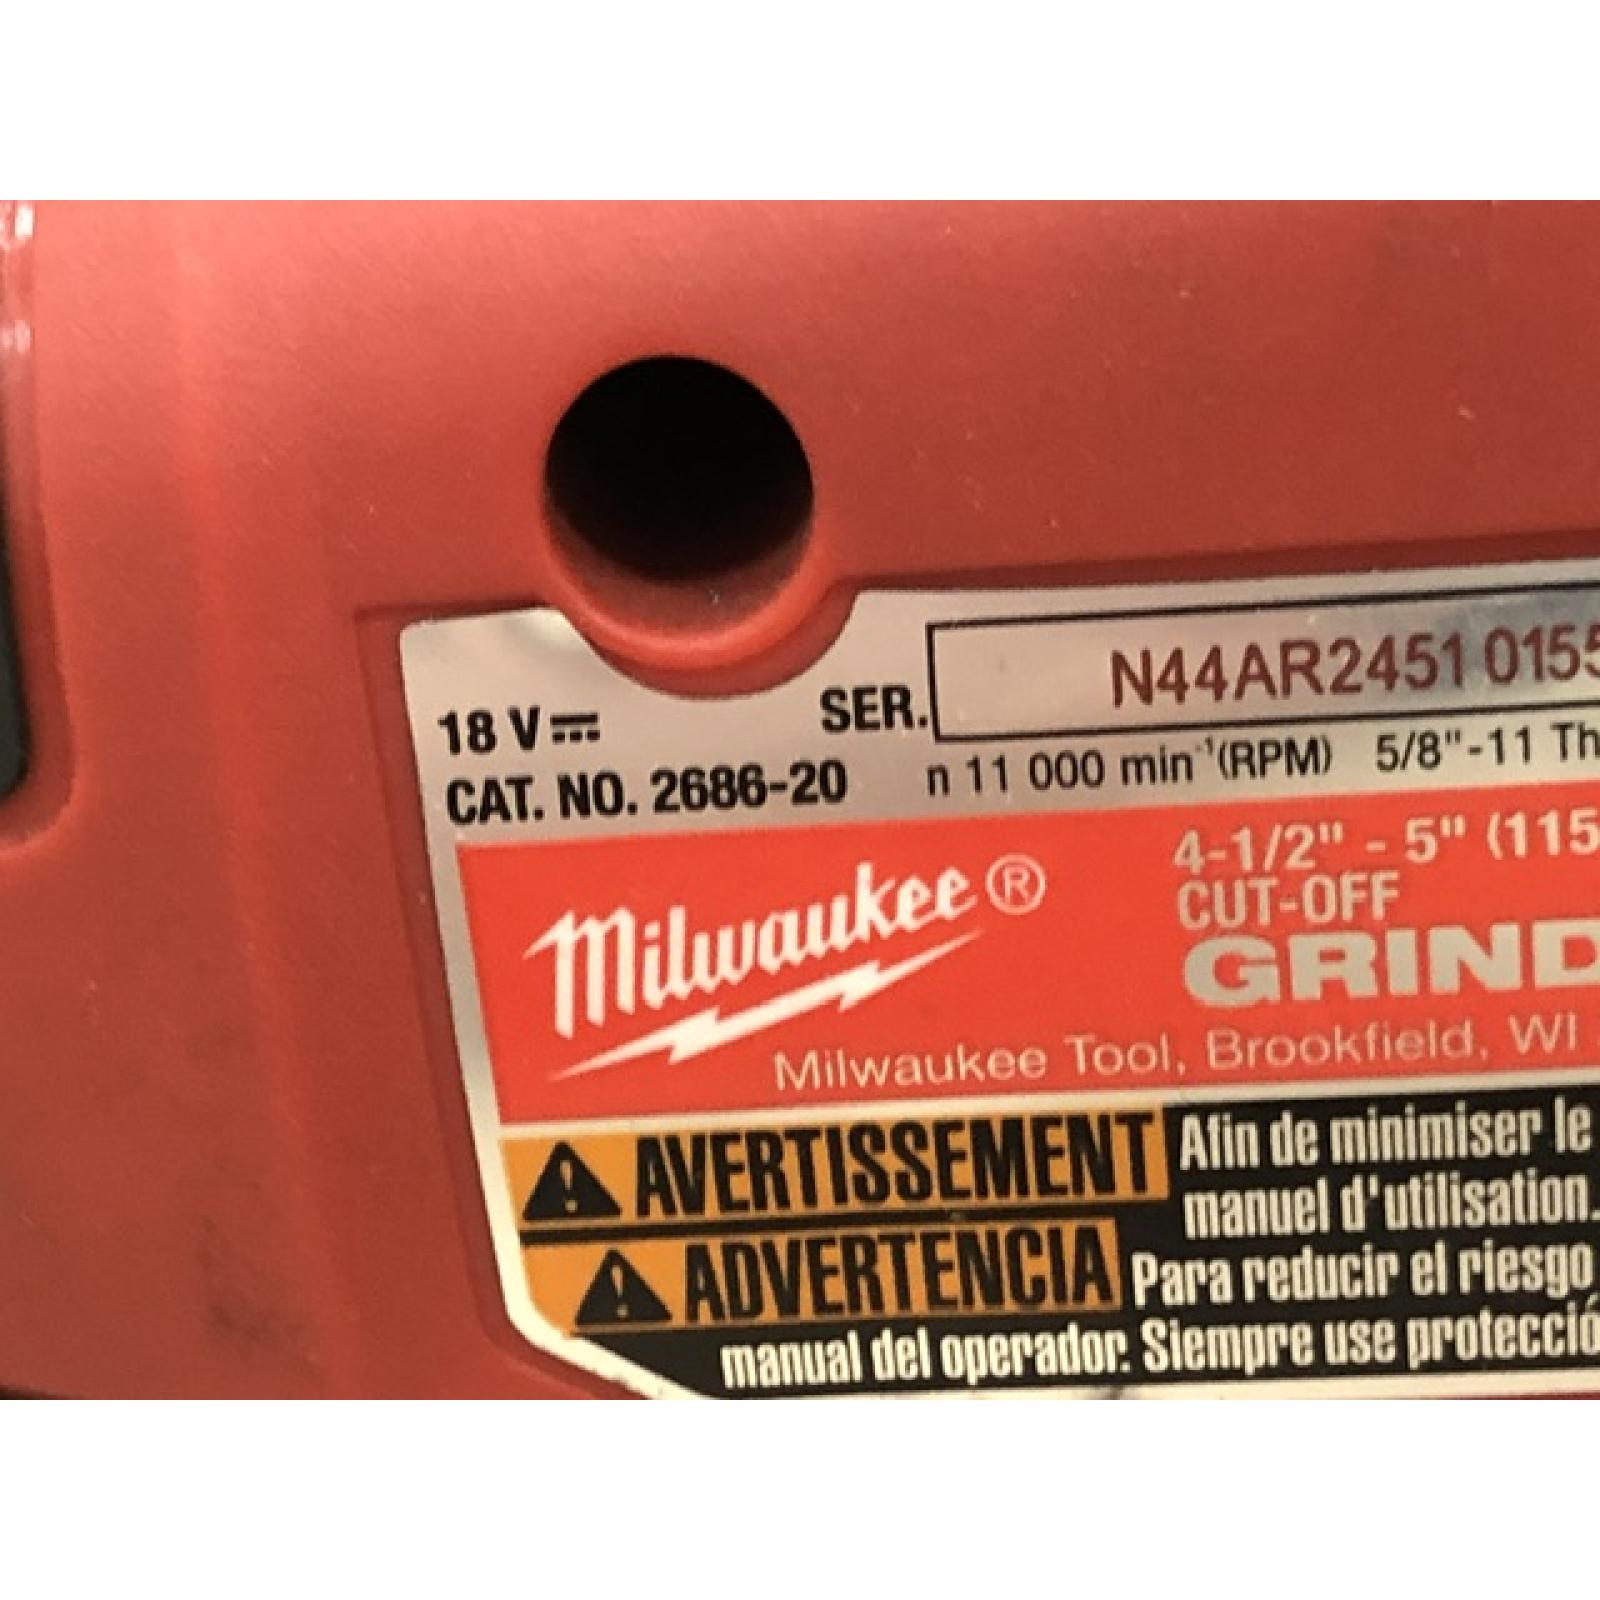 SER. N44AR2451 0155
18 V
CAT. NO. 2686-20 n 11 000 min⁻¹(RPM) 5/8"-11 Th
4-1/2" - 5" (115
CUT-OFF
Milwaukee®
GRIND
Milwaukee Tool, Brookfield, WI
AVERTISSEMENT Afin de minimiser le
manuel d'utilisation.
ADVERTENCIA Para reducir el riesgo
manual del operador. Siempre use protecció